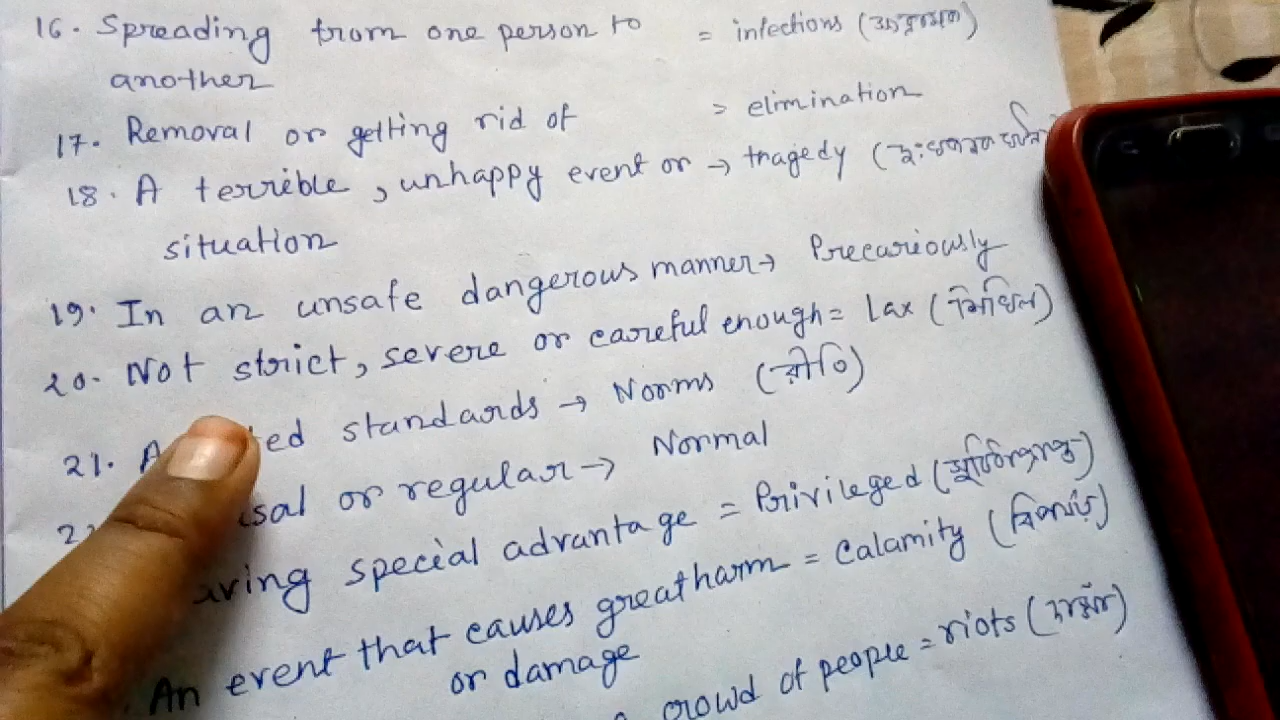 16. Spreading from one person to = infections
another
17. Removal or getting rid of = elimination
18. A terrible, unhappy event or → tragedy
situation
19. In an unsafe dangerous manner → Precariously
20. Not strict, severe or careful enough = Lax
21. standards → Norms (রীতি)
or regular → Normal
special advantage = Privileged
An event that causes great harm = Calamity
or damage
crowd of people = riots